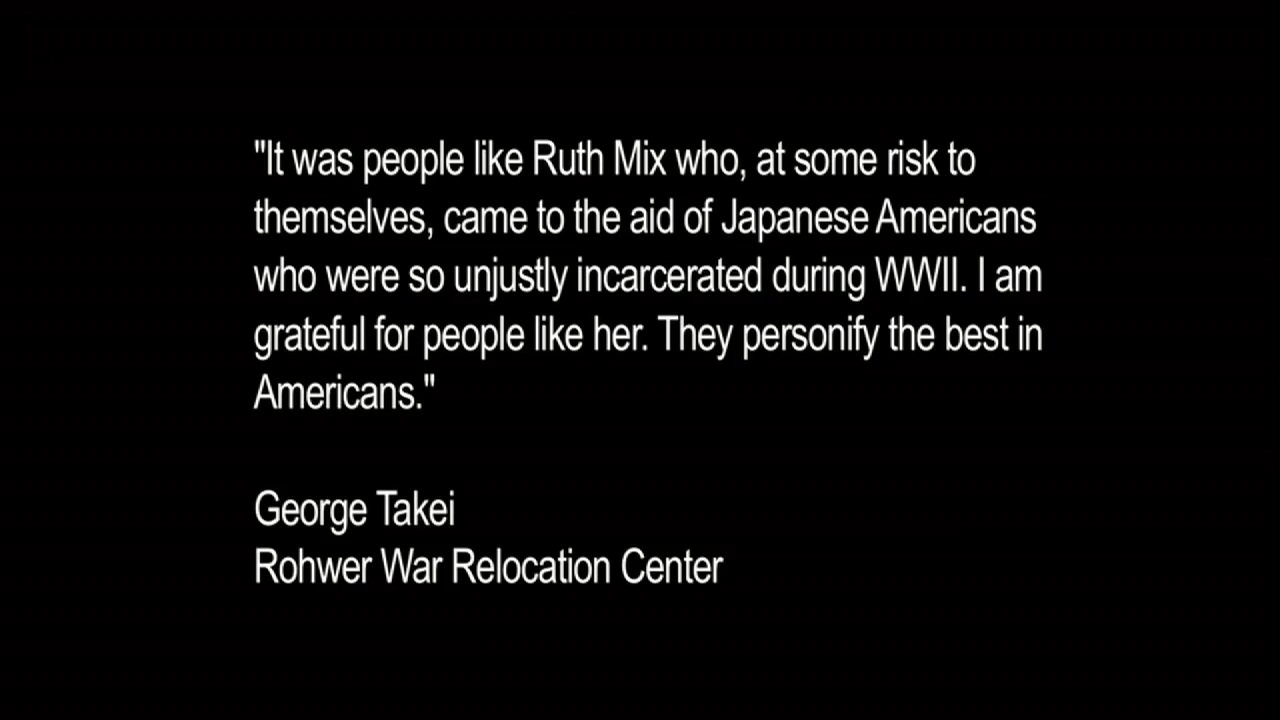 "It was people like Ruth Mix who, at some risk to
themselves, came to the aid of Japanese Americans
who were so unjustly incarcerated during WWII. I am
grateful for people like her. They personify the best in
Americans."
George Takei
Rohwer War Relocation Center